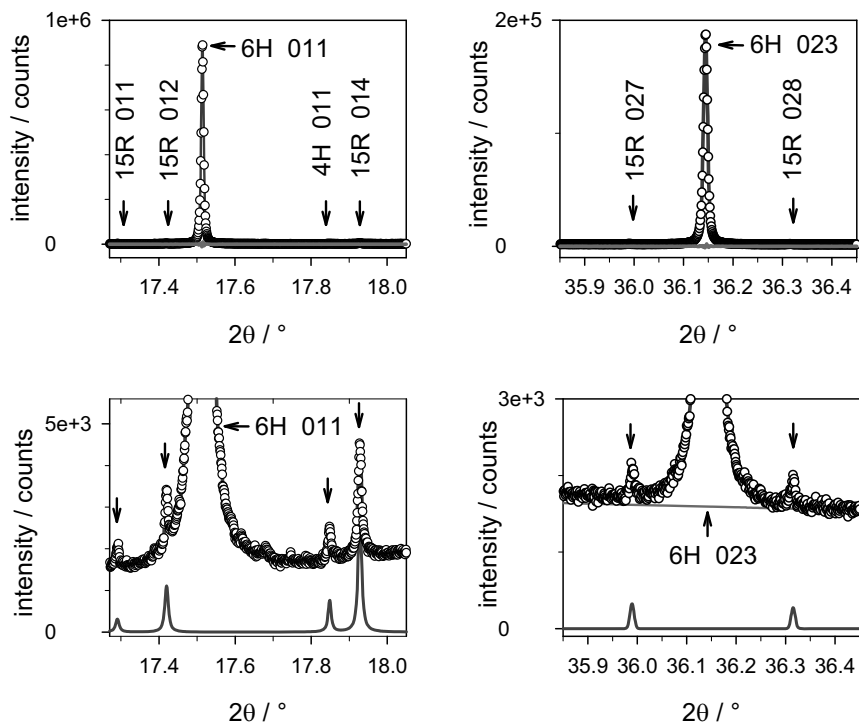 1e+6
intensity / counts
0
15R 011
15R 012
6H 011
4H 011
15R 014
17.4 17.6 17.8 18.0
2θ / °
2e+5
intensity / counts
0
15R 027
6H 023
15R 028
35.9 36.0 36.1 36.2 36.3 36.4
2θ / °
5e+3
intensity / counts
0
6H 011
17.4 17.6 17.8 18.0
2θ / °
3e+3
intensity / counts
0
6H 023
35.9 36.0 36.1 36.2 36.3 36.4
2θ / °